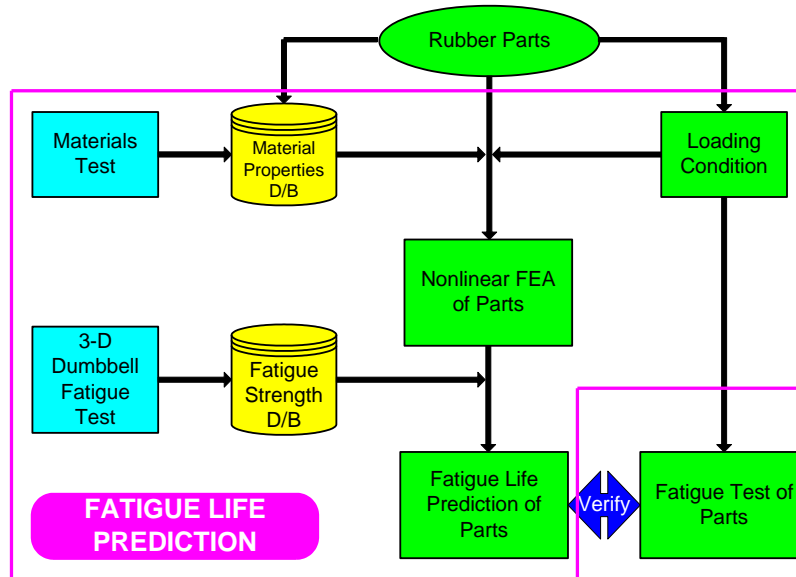 Rubber Parts
Materials
Test
Material
Properties
D/B
Loading
Condition
Nonlinear FEA
of Parts
3-D
Dumbbell
Fatigue
Test
Fatigue
Strength
D/B
Fatigue Life
Prediction of
Parts
Verify
Fatigue Test of
Parts
FATIGUE LIFE
PREDICTION